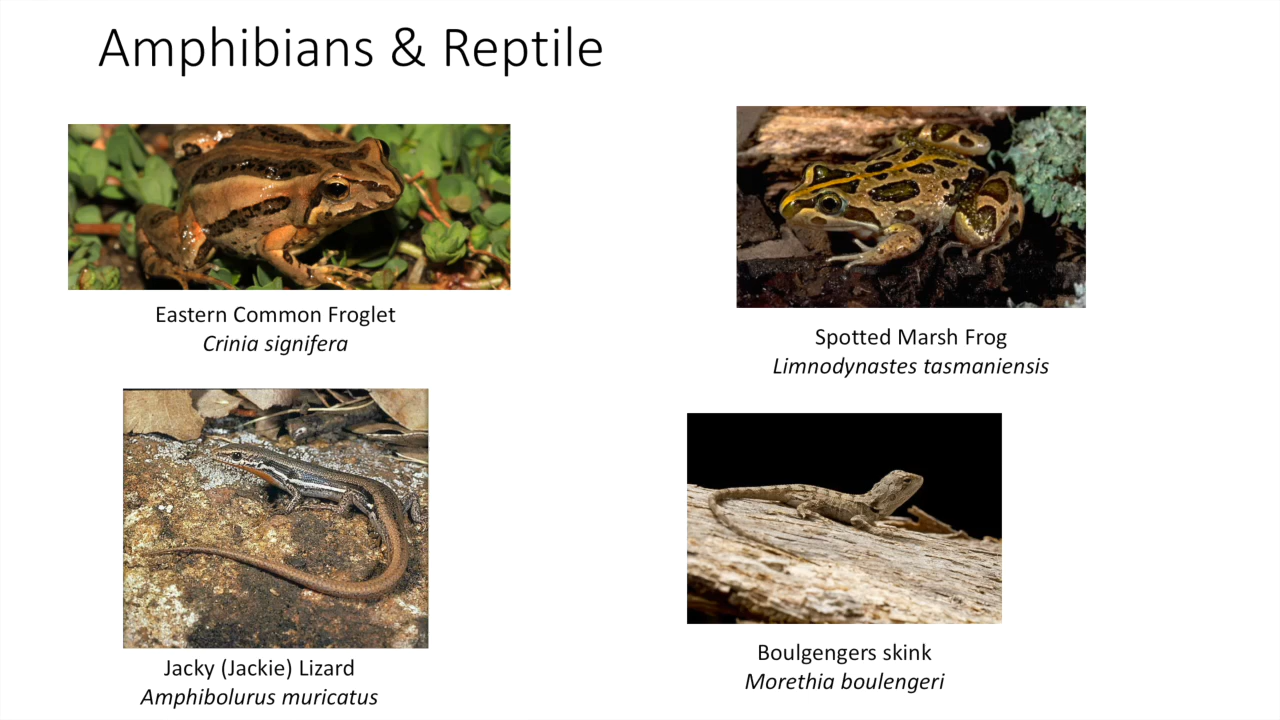 Amphibians & Reptile
Eastern Common Froglet
Crinia signifera
Spotted Marsh Frog
Limnodynastes tasmaniensis
Jacky (Jackie) Lizard
Amphibolurus muricatus
Boulgengers skink
Morethia boulengeri